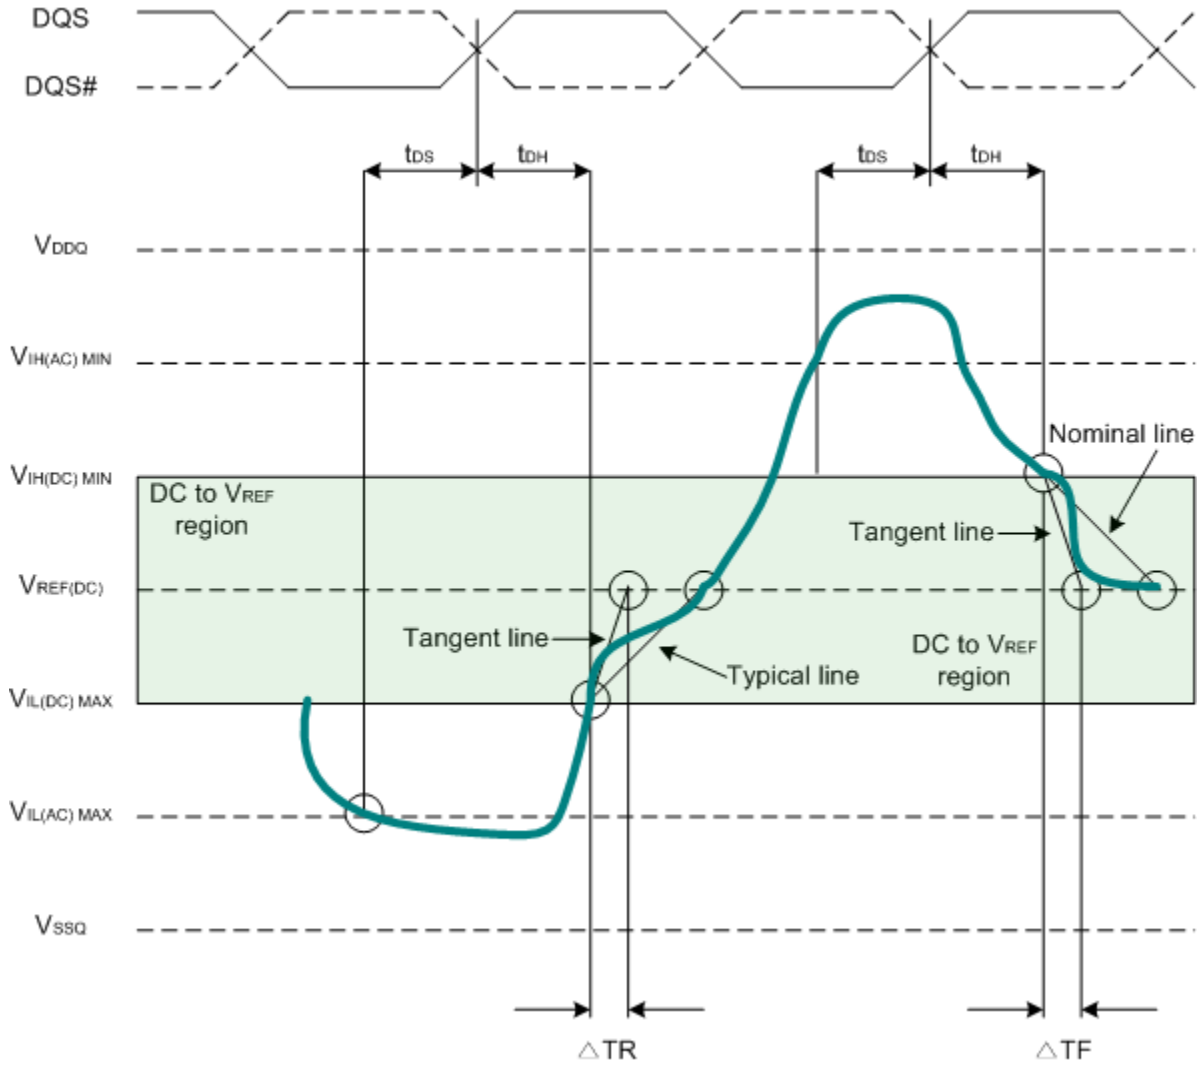 DQS
DQS#
tDS
tDH
tDS
tDH
VDDQ
VIH(AC) MIN
Nominal line
VIH(DC) MIN
DC to VREF
region
Tangent line
VREF(DC)
Tangent line
DC to VREF
region
Typical line
VIL(DC) MAX
VIL(AC) MAX
VSSQ
△TR
△TF